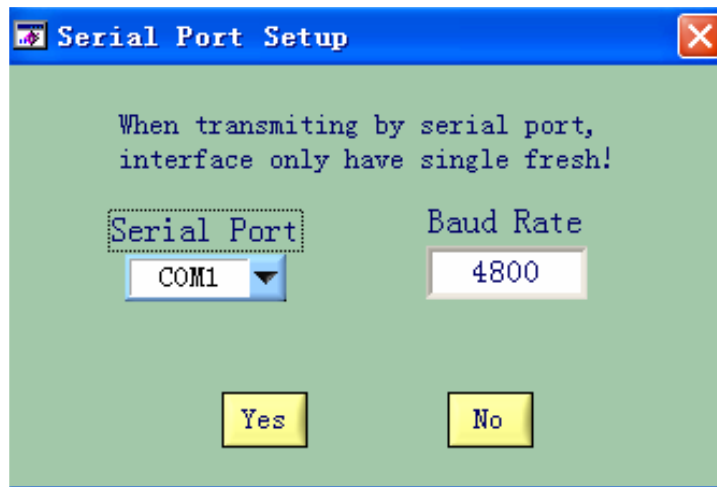 Serial Port Setup
When transmiting by serial port,
interface only have single fresh!
Serial Port
Baud Rate
COM1
4800
Yes
No